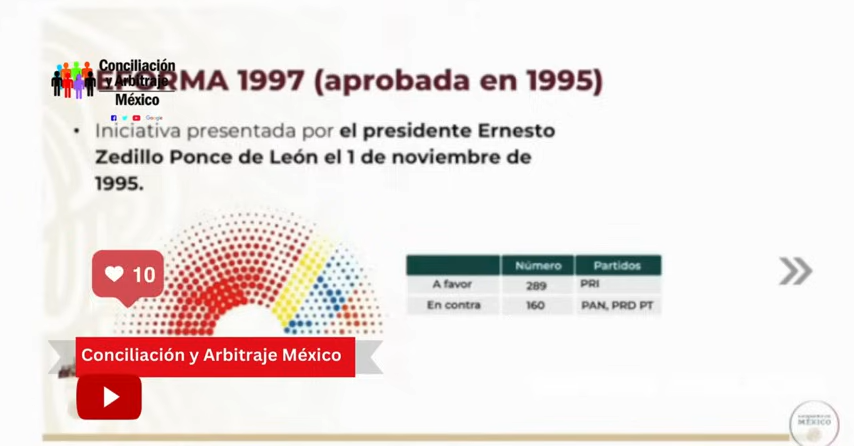 Conciliación
y Arbitraje
México
Google
REFORMA 1997 (aprobada en 1995)
• Iniciativa presentada por el presidente Ernesto
Zedillo Ponce de León el 1 de noviembre de
1995.
Número Partidos
A favor 289 PRI
En contra 160 PAN, PRD PT
10
Conciliación y Arbitraje México
MÉXICO